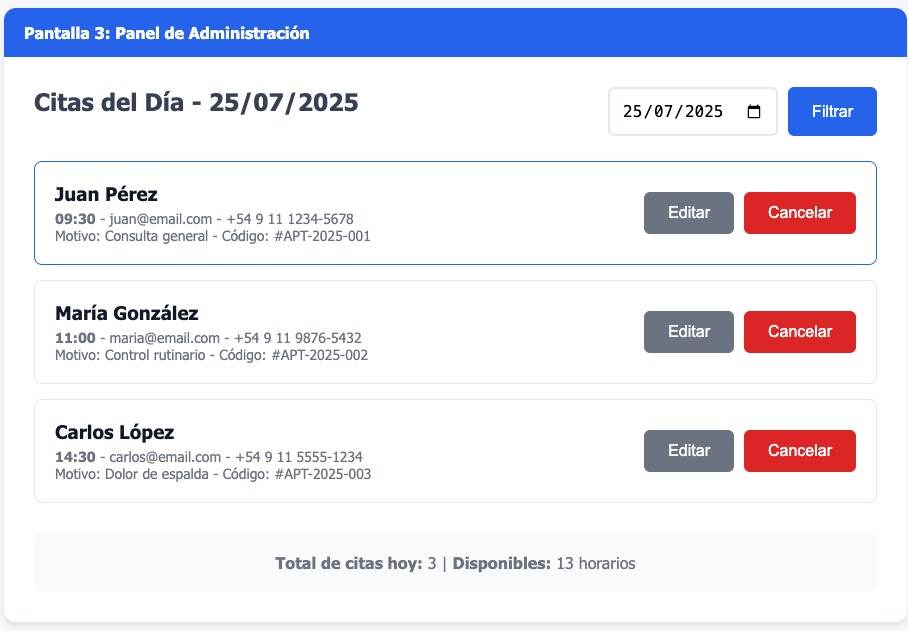 Pantalla 3: Panel de Administración
Citas del Día - 25/07/2025
25/07/2025
Filtrar
Juan Pérez
09:30 - juan@email.com - +54 9 11 1234-5678
Motivo: Consulta general - Código: #APT-2025-001
Editar
Cancelar
María González
11:00 - maria@email.com - +54 9 11 9876-5432
Motivo: Control rutinario - Código: #APT-2025-002
Editar
Cancelar
Carlos López
14:30 - carlos@email.com - +54 9 11 5555-1234
Motivo: Dolor de espalda - Código: #APT-2025-003
Editar
Cancelar
Total de citas hoy: 3 | Disponibles: 13 horarios